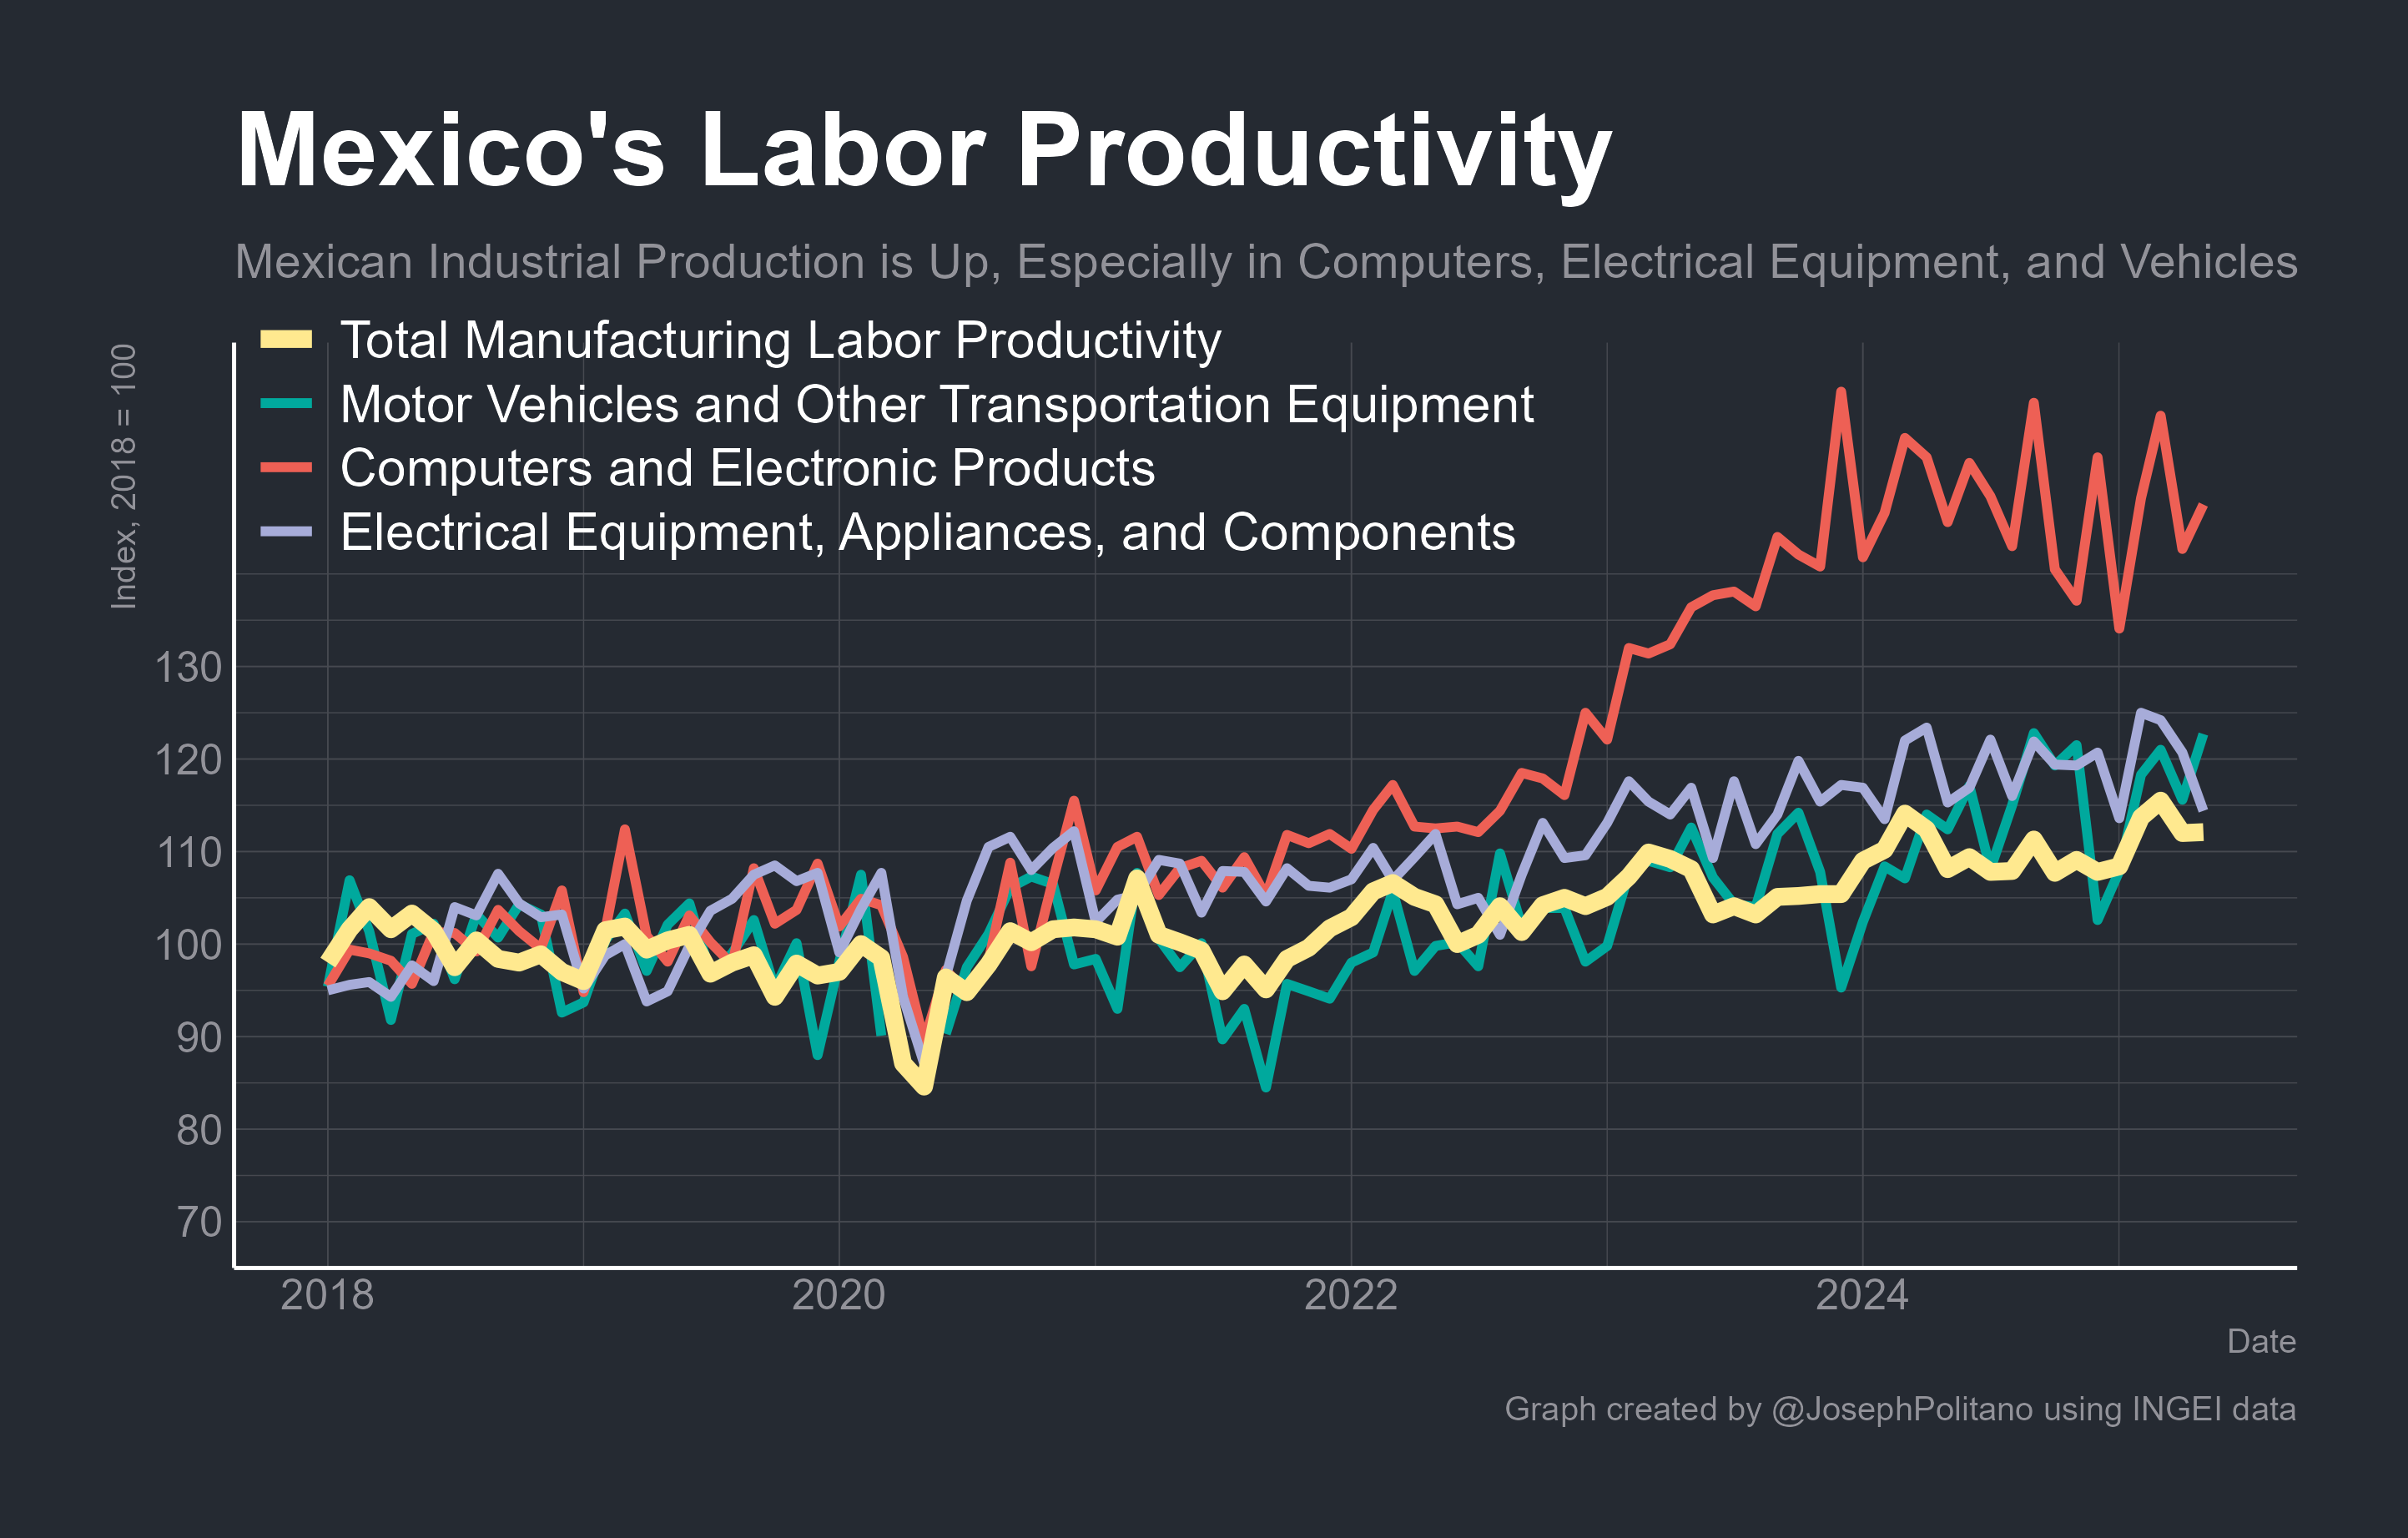 Mexico's Labor Productivity
Mexican Industrial Production is Up, Especially in Computers, Electrical Equipment, and Vehicles
Index, 2018 = 100
Total Manufacturing Labor Productivity
Motor Vehicles and Other Transportation Equipment
Computers and Electronic Products
Electrical Equipment, Appliances, and Components
130
120
110
100
90
80
70
2018 2020 2022 2024
Date
Graph created by @JosephPolitano using INGEI data